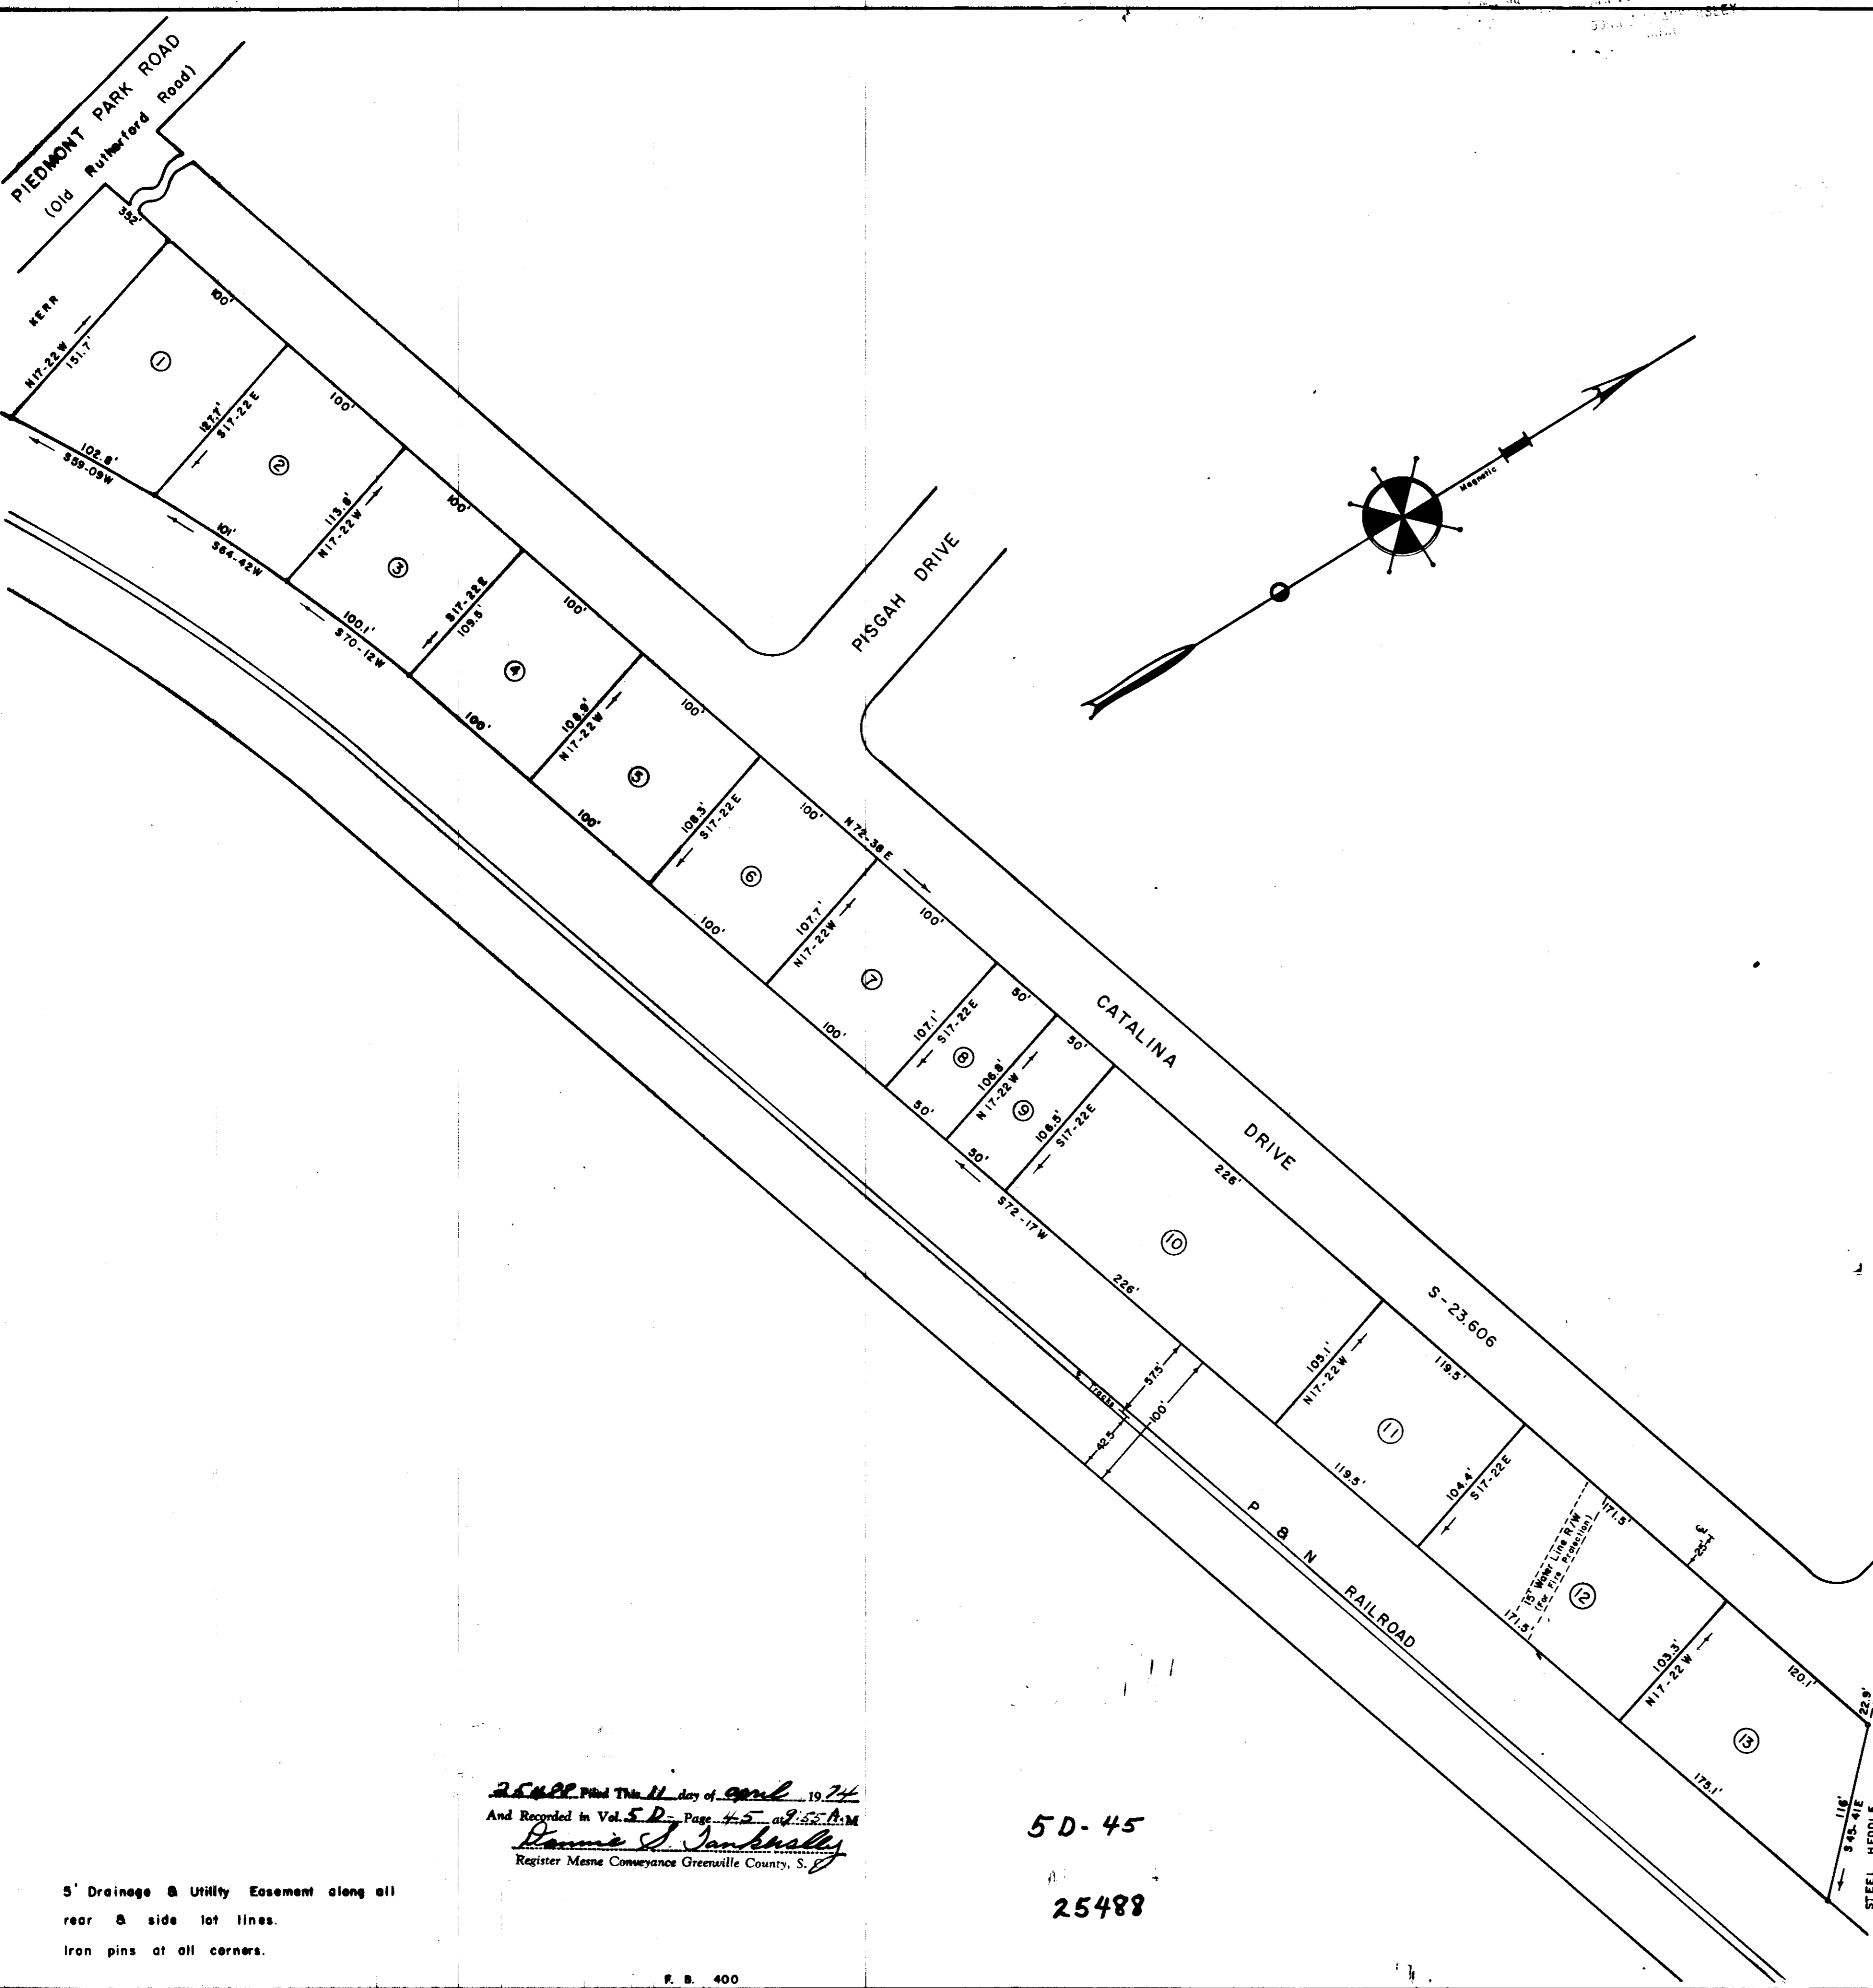 PIEDMONT PARK ROAD
(Old Rutherford Road)
352'
KERR
N17-22W
151.7'
1
100'
102.8'
S59-09W
127.7'
S17-22E
2
100'
101'
S64-42W
113.8'
N17-22W
3
100'
100.1'
S70-12W
S17-22E
109.5'
4
100'
100'
108.9'
N17-22W
5
100'
100'
108.3'
S17-22E
6
100'
100'
N72-38E
107.7'
N17-22W
7
100'
100'
107.1'
S17-22E
8
50'
50'
106.8'
N17-22W
9
50'
50'
106.5'
S17-22E
S72-17W
10
226'
226'
105.1'
N17-22W
11
119.5'
119.5'
104.4'
S17-22E
15' Water Line R/W
(For Fire Protection)
171.5'
171.5'
12
25'
103.3'
N17-22W
120.1'
13
175.1'
22.9'
116'
S45-41E
STEEL HEDDLE
PISGAH DRIVE
CATALINA DRIVE
S-23.606
Magnetic
57.5'
100'
42.5
Tracks
P & N RAILROAD
25488 Filed This 11 day of April 1974
And Recorded in Vol. 5 D- Page 45 at 9:55 A.M
Donnie S. Tankersley
Register Mesne Conveyance Greenville County, S. C.
5 D-45
25488
5' Drainage & Utility Easement along all
rear & side lot lines.
Iron pins at all corners.
F. B. 400